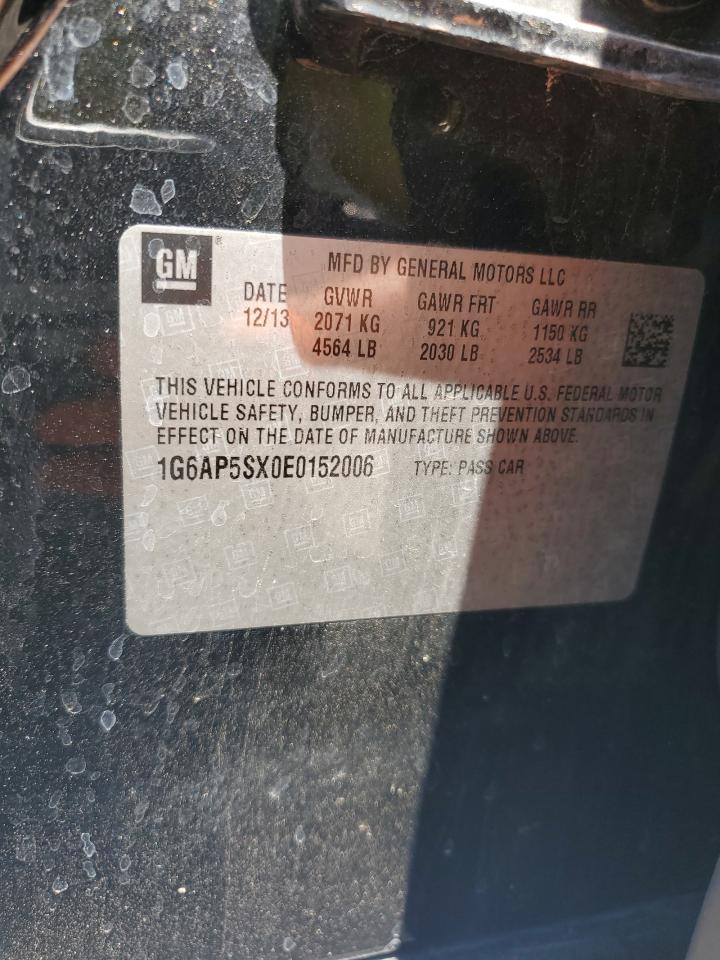 GM ®
MFD BY GENERAL MOTORS LLC
DATE GVWR GAWR FRT GAWR RR
12/13 2071 KG 921 KG 1150 KG
4564 LB 2030 LB 2534 LB
THIS VEHICLE CONFORMS TO ALL APPLICABLE U.S. FEDERAL MOTOR
VEHICLE SAFETY, BUMPER, AND THEFT PREVENTION STANDARDS IN
EFFECT ON THE DATE OF MANUFACTURE SHOWN ABOVE.
1G6AP5SX0E0152006 TYPE: PASS CAR